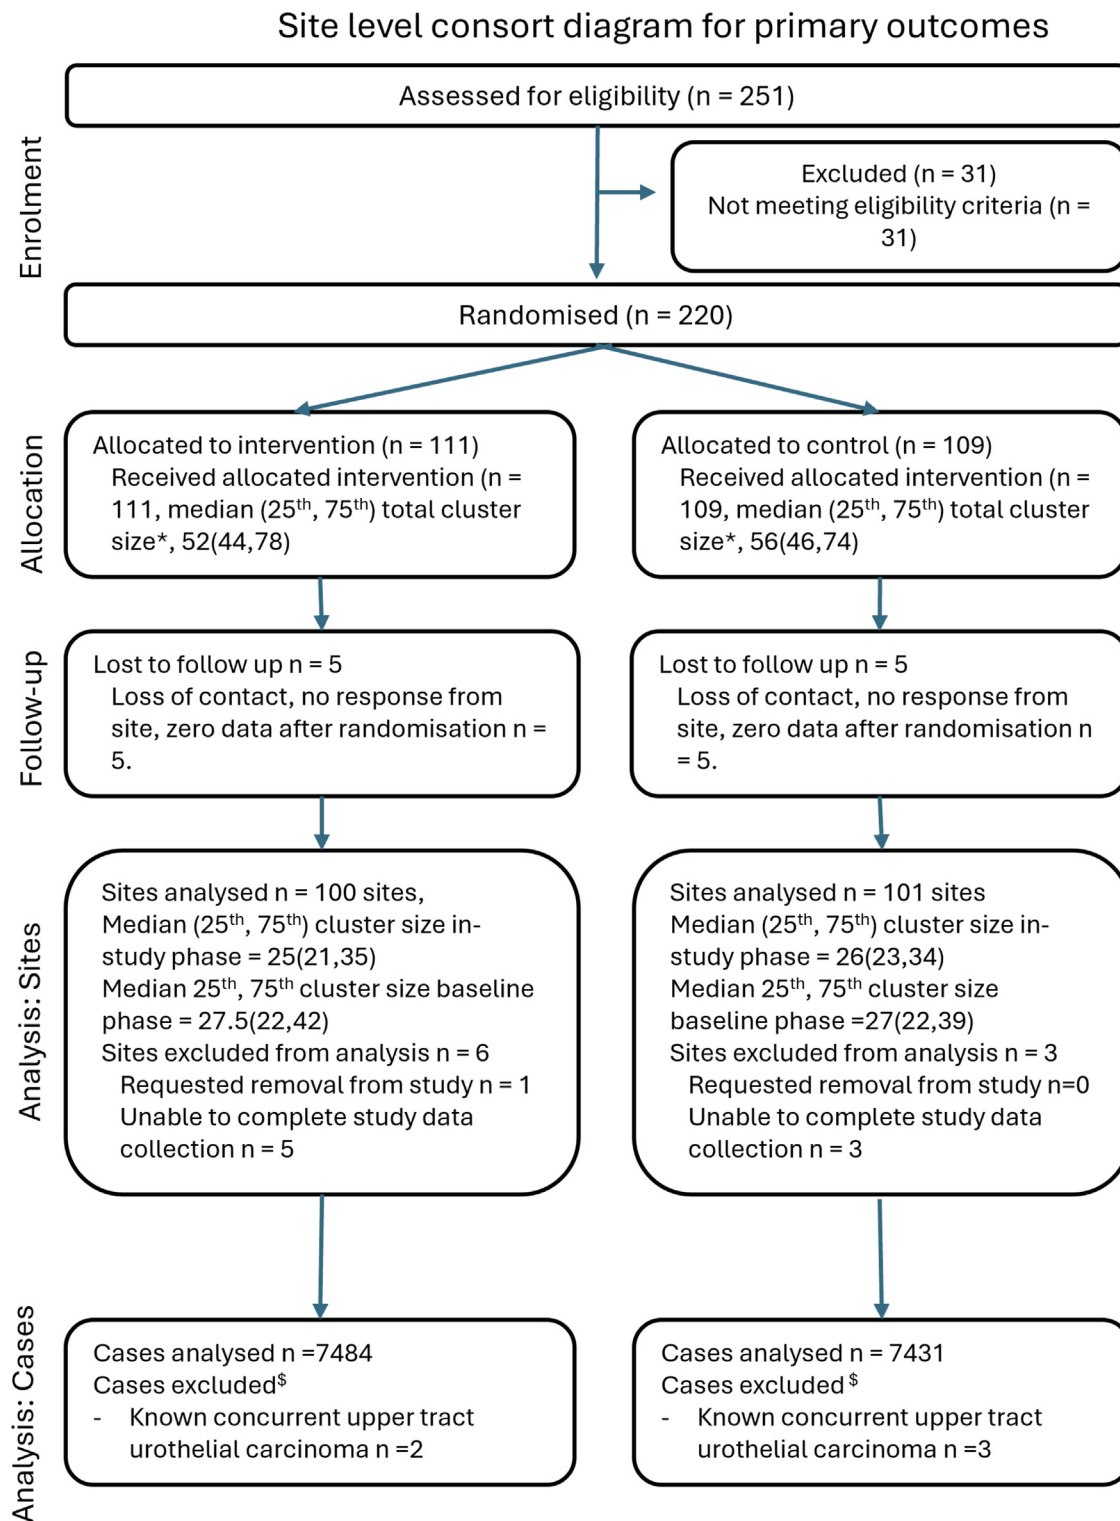 Site level consort diagram for primary outcomes
Enrolment
Assessed for eligibility (n = 251)
Excluded (n = 31)
Not meeting eligibility criteria (n =
31)
Randomised (n = 220)
Allocation
Allocated to intervention (n = 111)
Received allocated intervention (n =
111, median (25th, 75th) total cluster
size*, 52(44,78)
Allocated to control (n = 109)
Received allocated intervention (n =
109, median (25th, 75th) total cluster
size*, 56(46,74)
Follow-up
Lost to follow up n = 5
Loss of contact, no response from
site, zero data after randomisation n =
5.
Lost to follow up n = 5
Loss of contact, no response from
site, zero data after randomisation n
= 5.
Analysis: Sites
Sites analysed n = 100 sites,
Median (25th, 75th) cluster size in-
study phase = 25(21,35)
Median 25th, 75th cluster size baseline
phase = 27.5(22,42)
Sites excluded from analysis n = 6
Requested removal from study n = 1
Unable to complete study data
collection n = 5
Sites analysed n = 101 sites
Median (25th, 75th) cluster size in-
study phase = 26(23,34)
Median 25th, 75th cluster size
baseline phase =27(22,39)
Sites excluded from analysis n = 3
Requested removal from study n=0
Unable to complete study data
collection n = 3
Analysis: Cases
Cases analysed n =7484
Cases excluded$
- Known concurrent upper tract
urothelial carcinoma n =2
Cases analysed n = 7431
Cases excluded $
- Known concurrent upper tract
urothelial carcinoma n =3